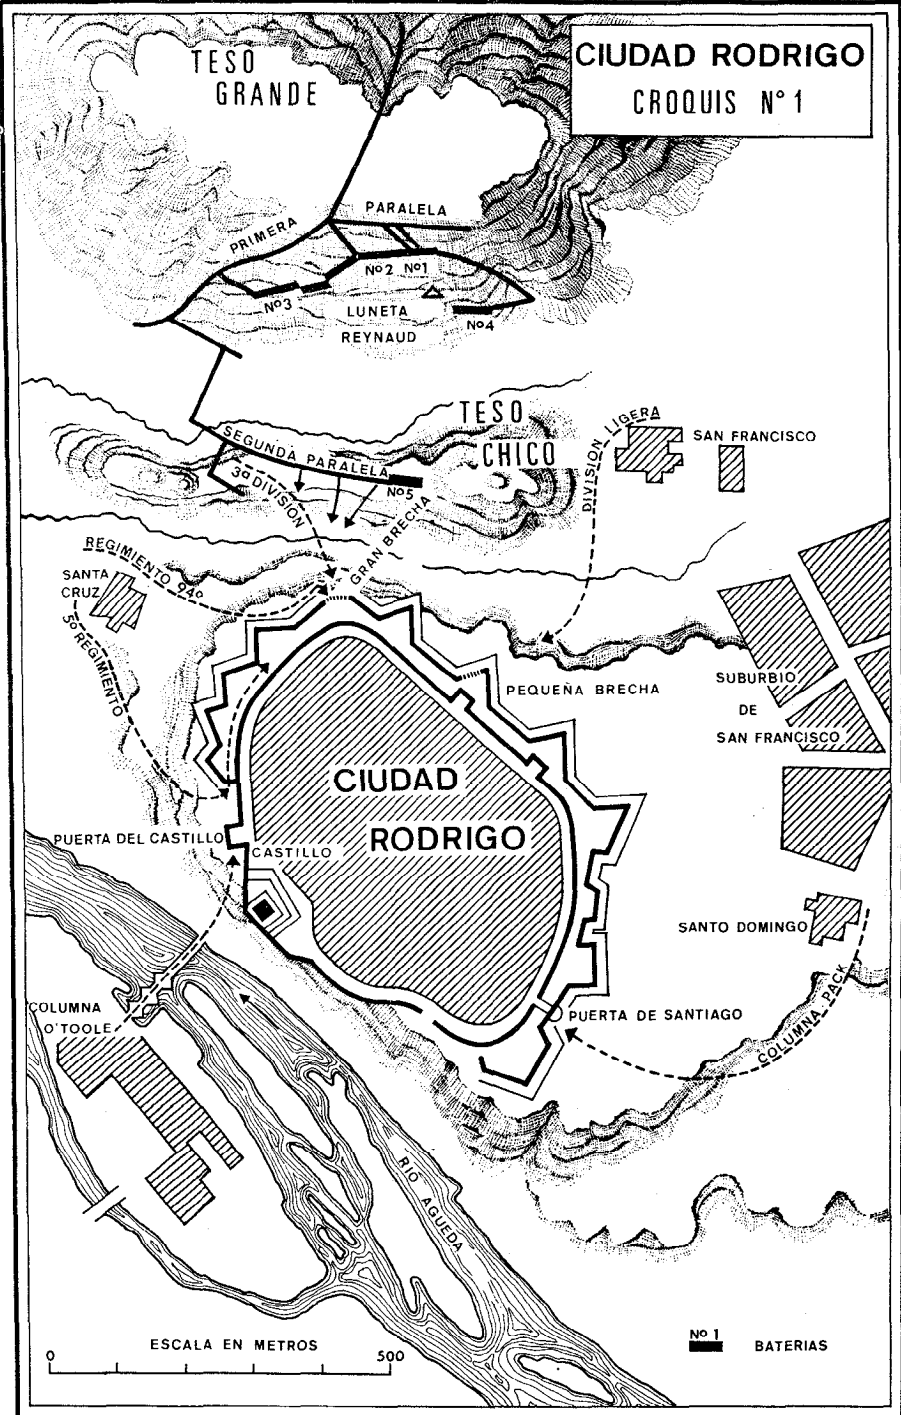 CIUDAD RODRIGO
CROQUIS Nº 1
TESO
GRANDE
PRIMERA
PARALELA
Nº2 Nº1
Nº3
LUNETA
REYNAUD
Nº4
TESO
CHICO
SEGUNDA PARALELA
Nº5
3ª DIVISION
GRAN BRECHA
DIVISION LIGERA
SAN FRANCISCO
REGIMIENTO 94º
SANTA
CRUZ
5º REGIMIENTO
PEQUEÑA BRECHA
SUBURBIO
DE
SAN FRANCISCO
CIUDAD
RODRIGO
PUERTA DEL CASTILLO
CASTILLO
SANTO DOMINGO
COLUMNA
O'TOOLE
PUERTA DE SANTIAGO
COLUMNA PACK
RIO AGUEDA
ESCALA EN METROS
0 500
Nº 1
BATERIAS